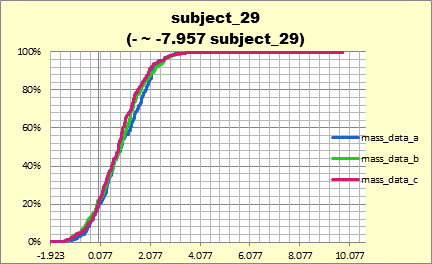 subject_29
(- ~ -7.957 subject_29)
100%
80%
60%
40%
20%
0%
-1.923 0.077 2.077 4.077 6.077 8.077 10.077
mass_data_a
mass_data_b
mass_data_c